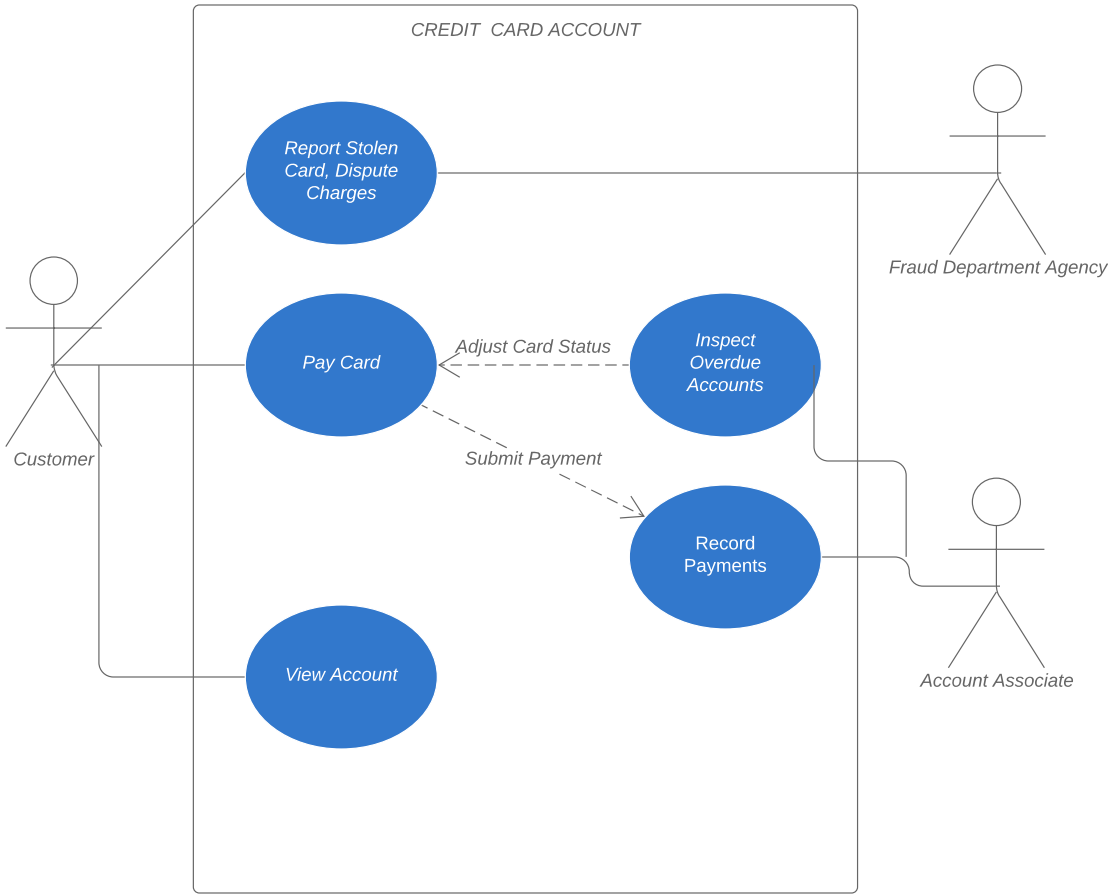 CREDIT  CARD ACCOUNT
Report Stolen
Card, Dispute
Charges
Fraud Department Agency
Customer
Pay Card
Adjust Card Status
Inspect
Overdue
Accounts
Submit Payment
Record
Payments
View Account
Account Associate